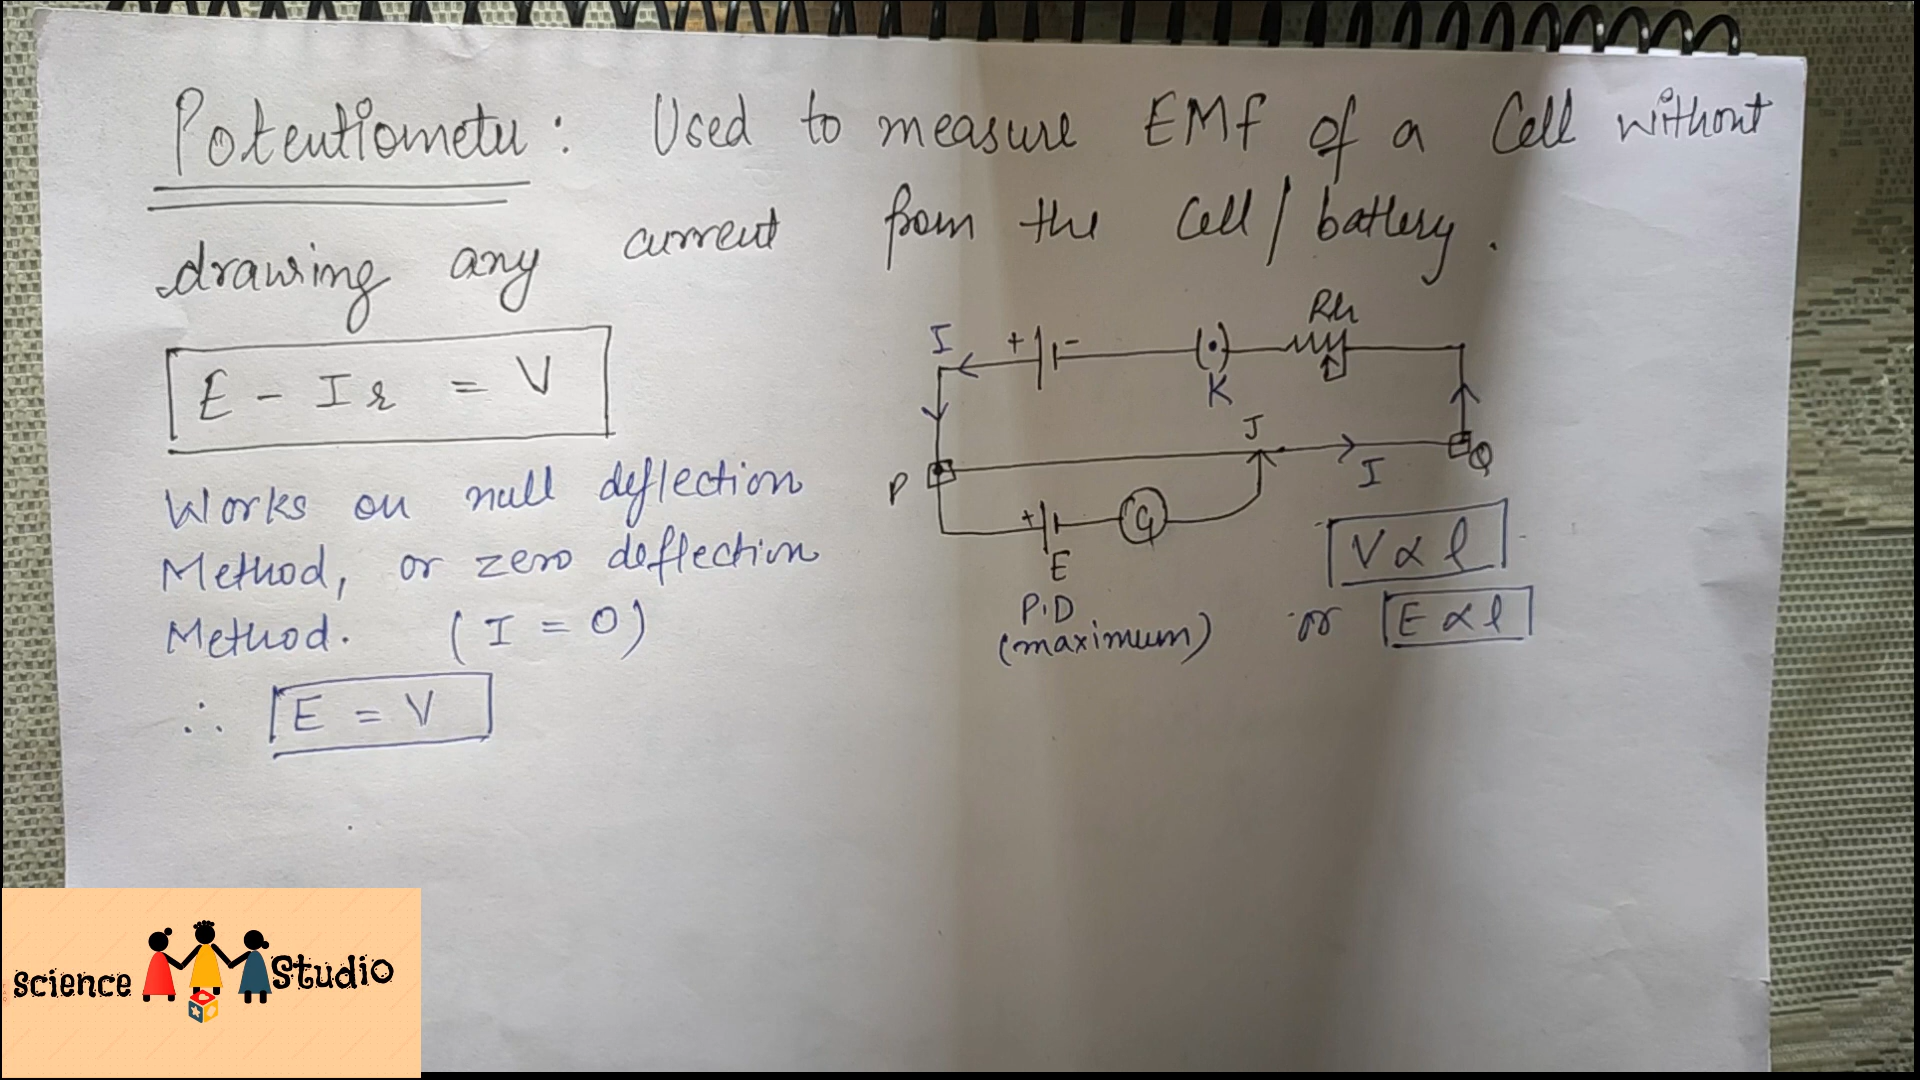 Potentiometer: Used to measure EMf of a Cell without
drawing any current from the Cell/battery.
E - Ir = V
Works on null deflection
Method, or zero deflection
Method. (I = 0)
∴ E = V
I + - K Rh
P J I Q
+ E G
P.D
(maximum)
V ∝ l
or E ∝ l
Science Studio